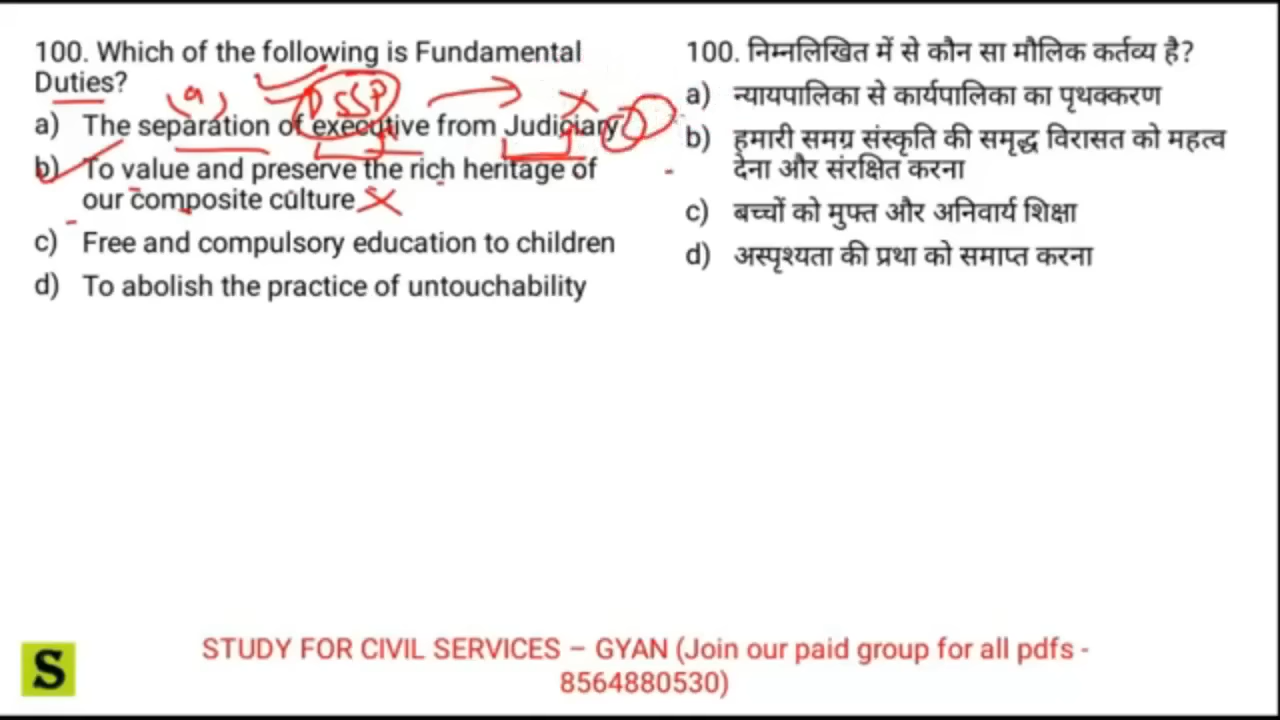 100. Which of the following is Fundamental
Duties?
(a) DSSP
a) The separation of executive from Judiciary
b) To value and preserve the rich heritage of
our composite culture
c) Free and compulsory education to children
d) To abolish the practice of untouchability
100. निम्नलिखित में से कौन सा मौलिक कर्तव्य है?
a) न्यायपालिका से कार्यपालिका का पृथक्करण
b) हमारी समग्र संस्कृति की समृद्ध विरासत को महत्व
देना और संरक्षित करना
c) बच्चों को मुफ्त और अनिवार्य शिक्षा
d) अस्पृश्यता की प्रथा को समाप्त करना
S
STUDY FOR CIVIL SERVICES – GYAN (Join our paid group for all pdfs -
8564880530)